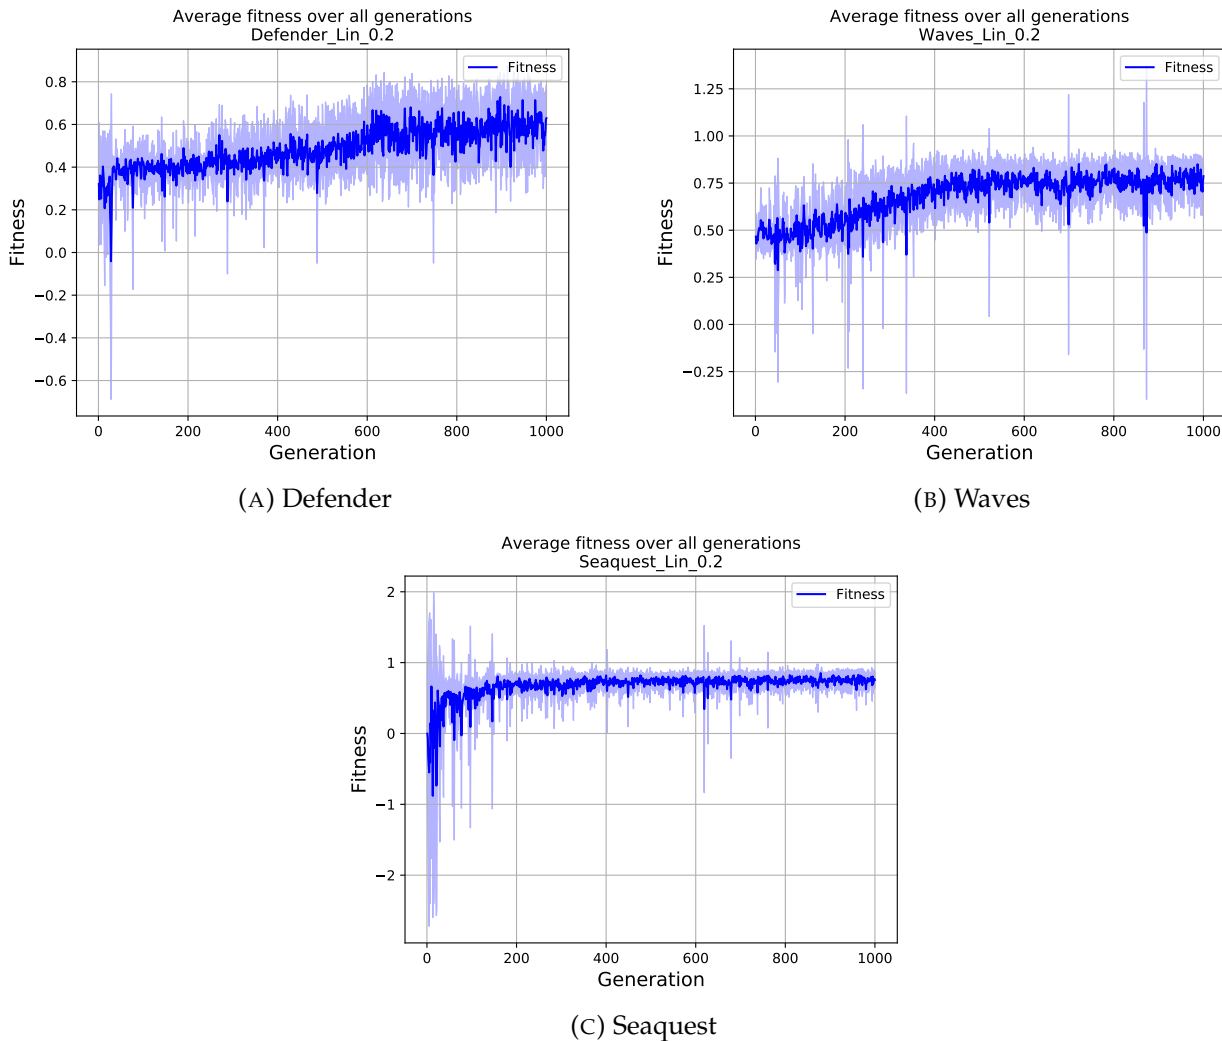 Average fitness over all generations
Defender_Lin_0.2
Fitness
0.8
0.6
0.4
0.2
0.0
−0.2
−0.4
−0.6
Fitness
0 200 400 600 800 1000
Generation
(A) Defender
Average fitness over all generations
Waves_Lin_0.2
Fitness
1.25
1.00
0.75
0.50
0.25
0.00
−0.25
Fitness
0 200 400 600 800 1000
Generation
(B) Waves
Average fitness over all generations
Seaquest_Lin_0.2
Fitness
2
1
0
−1
−2
Fitness
0 200 400 600 800 1000
Generation
(C) Seaquest